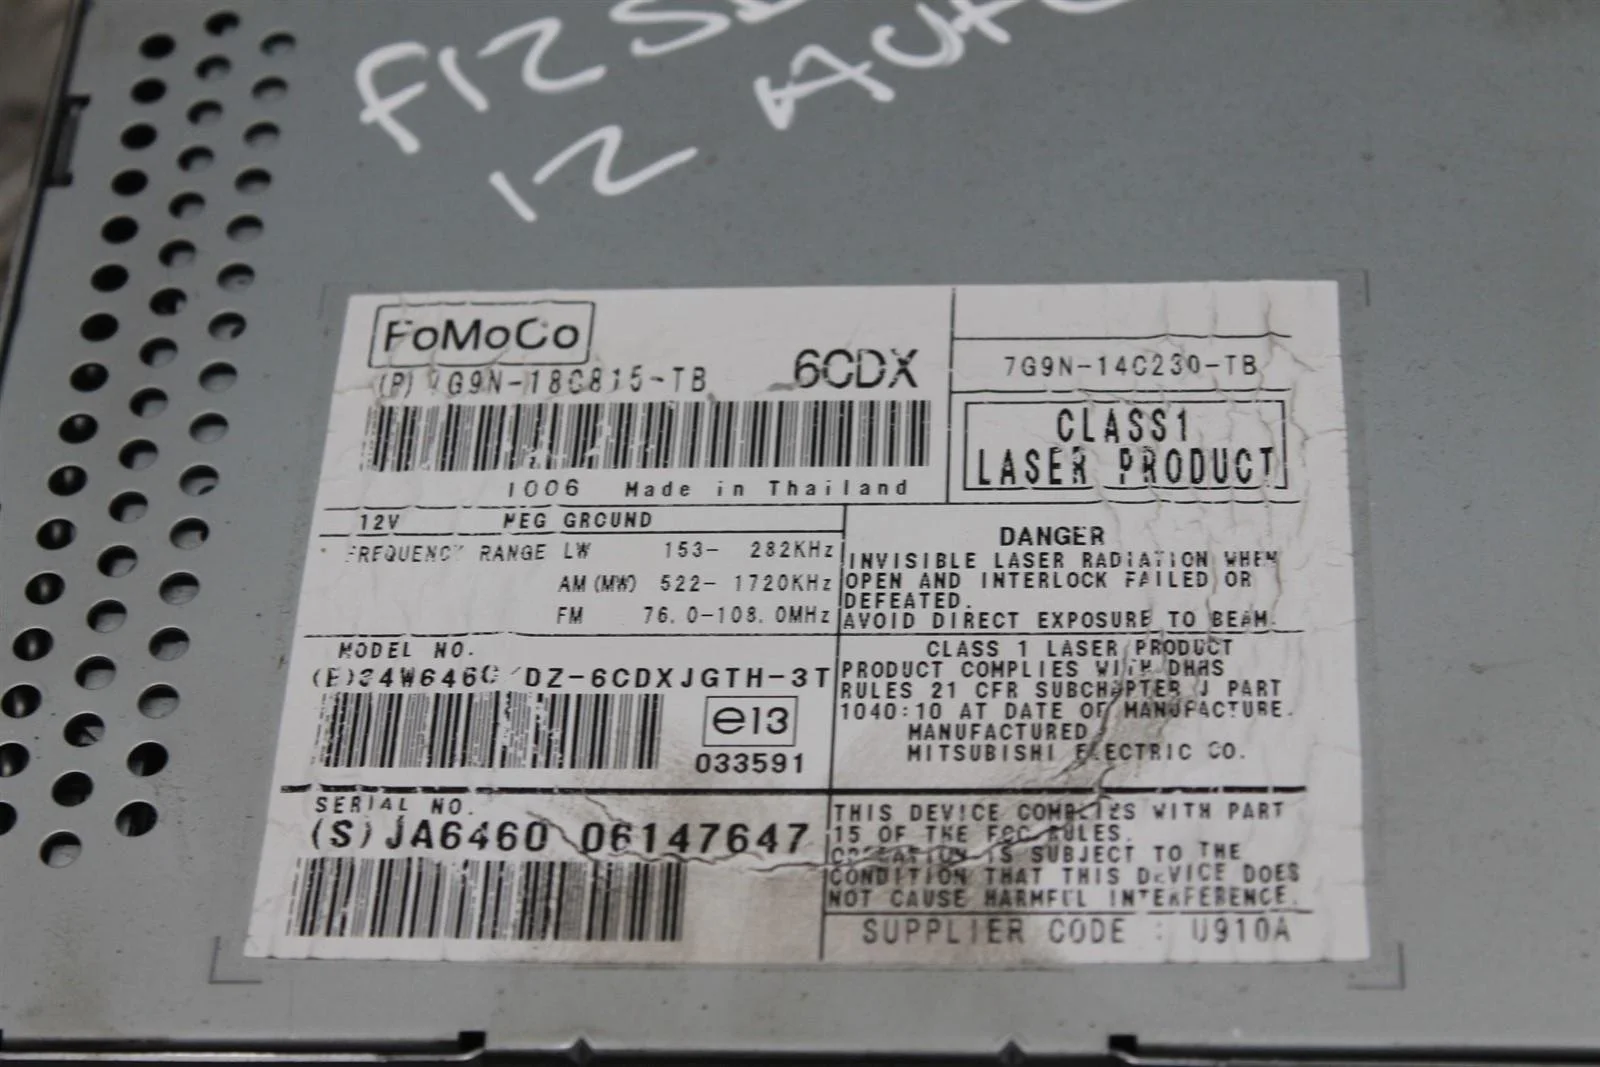 F12
12 AUTO
FoMoCo
(P) 7G9N-18C815-TB 6CDX
7G9N-14C230-TB
CLASS1
LASER PRODUCT
1006 Made in Thailand
12V NEG GROUND
FREQUENCY RANGE LW 153- 282KHz
AM(MW) 522- 1720KHz
FM 76.0-108.0MHz
DANGER
INVISIBLE LASER RADIATION WHEN
OPEN AND INTERLOCK FAILED OR
DEFEATED.
AVOID DIRECT EXPOSURE TO BEAM.
MODEL NO.
(E)34W646C DZ-6CDXJGTH-3T
e13
033591
CLASS 1 LASER PRODUCT
PRODUCT COMPLIES WITH DHHS
RULES 21 CFR SUBCHAPTER J PART
1040:10 AT DATE OF MANUFACTURE.
MANUFACTURED
MITSUBISHI ELECTRIC CO.
SERIAL NO.
(S)JA6460 06147647
THIS DEVICE COMPLIES WITH PART
15 OF THE FCC RULES.
OPERATION IS SUBJECT TO THE
CONDITION THAT THIS DEVICE DOES
NOT CAUSE HARMFUL INTERFERENCE.
SUPPLIER CODE : U910A